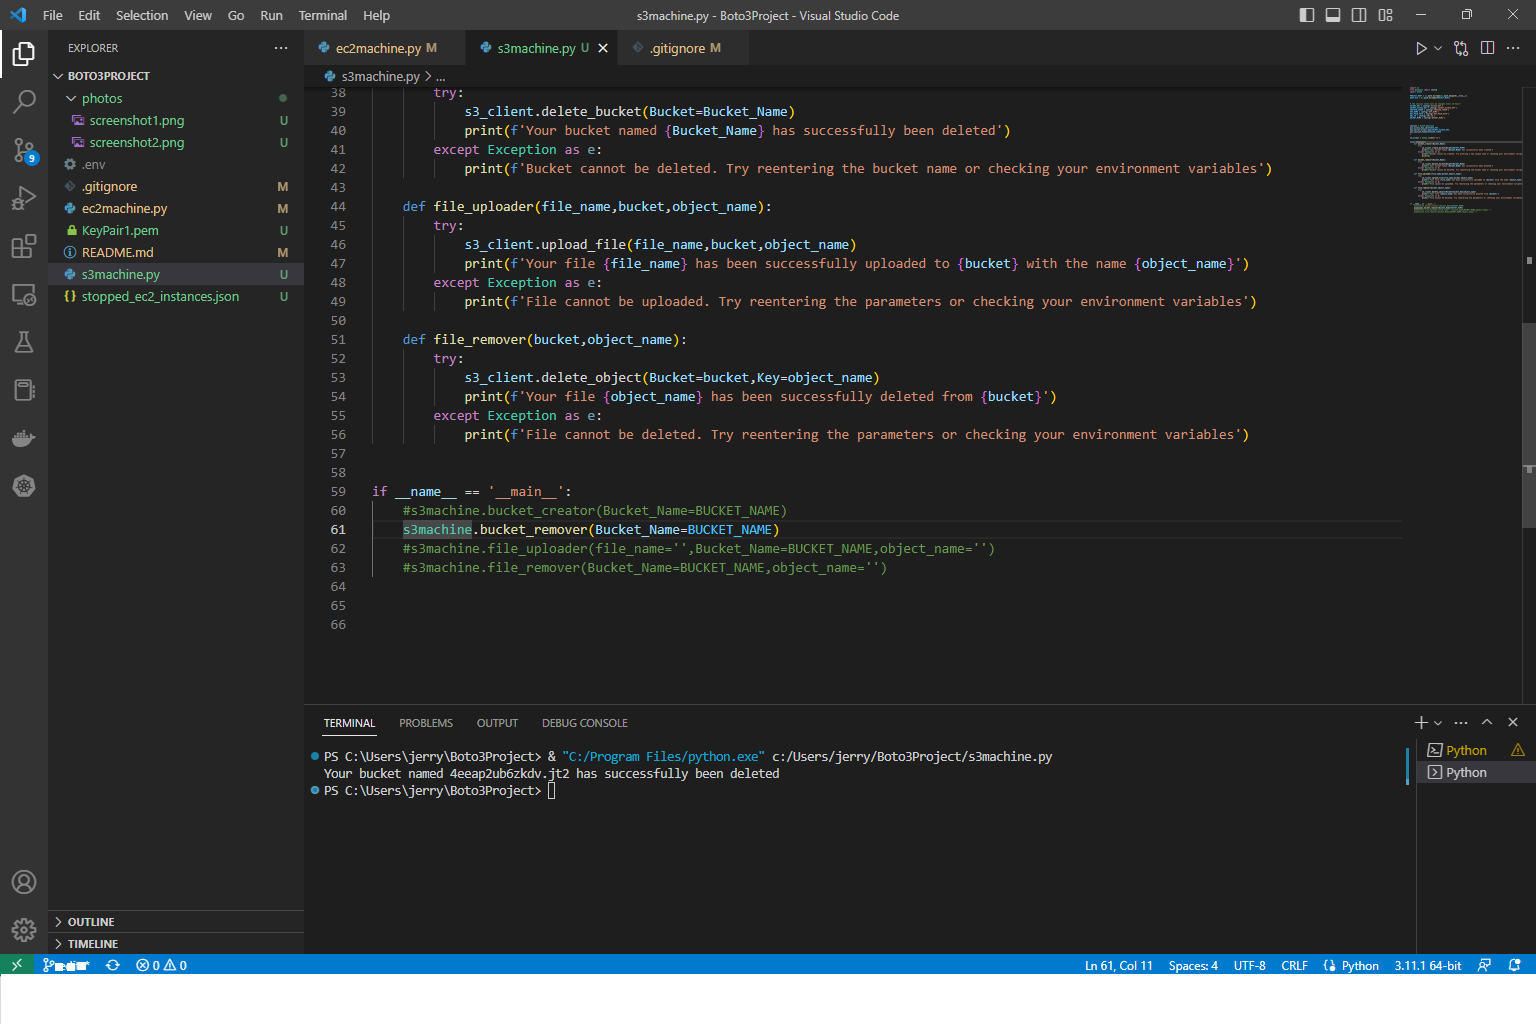 File Edit Selection View Go Run Terminal Help
s3machine.py - Boto3Project - Visual Studio Code
EXPLORER
BOTO3PROJECT
photos
screenshot1.png U
screenshot2.png U
.env
.gitignore M
ec2machine.py M
KeyPair1.pem U
README.md M
s3machine.py U
stopped_ec2_instances.json U
OUTLINE
TIMELINE
9
ec2machine.py M
s3machine.py U
.gitignore M
s3machine.py > ...
38 try:
39 s3_client.delete_bucket(Bucket=Bucket_Name)
40 print(f'Your bucket named {Bucket_Name} has successfully been deleted')
41 except Exception as e:
42 print(f'Bucket cannot be deleted. Try reentering the bucket name or checking your environment variables')
43
44 def file_uploader(file_name,bucket,object_name):
45 try:
46 s3_client.upload_file(file_name,bucket,object_name)
47 print(f'Your file {file_name} has been successfully uploaded to {bucket} with the name {object_name}')
48 except Exception as e:
49 print(f'File cannot be uploaded. Try reentering the parameters or checking your environment variables')
50
51 def file_remover(bucket,object_name):
52 try:
53 s3_client.delete_object(Bucket=bucket,Key=object_name)
54 print(f'Your file {object_name} has been successfully deleted from {bucket}')
55 except Exception as e:
56 print(f'File cannot be deleted. Try reentering the parameters or checking your environment variables')
57
58
59 if __name__ == '__main__':
60 #s3machine.bucket_creator(Bucket_Name=BUCKET_NAME)
61 s3machine.bucket_remover(Bucket_Name=BUCKET_NAME)
62 #s3machine.file_uploader(file_name='',Bucket_Name=BUCKET_NAME,object_name='')
63 #s3machine.file_remover(Bucket_Name=BUCKET_NAME,object_name='')
64
65
66
TERMINAL PROBLEMS OUTPUT DEBUG CONSOLE
PS C:\Users\jerry\Boto3Project> & "C:/Program Files/python.exe" c:/Users/jerry/Boto3Project/s3machine.py
Your bucket named 4eeap2ub6zkdv.jt2 has successfully been deleted
PS C:\Users\jerry\Boto3Project>
Python
Python
0 0
Ln 61, Col 11 Spaces: 4 UTF-8 CRLF Python 3.11.1 64-bit